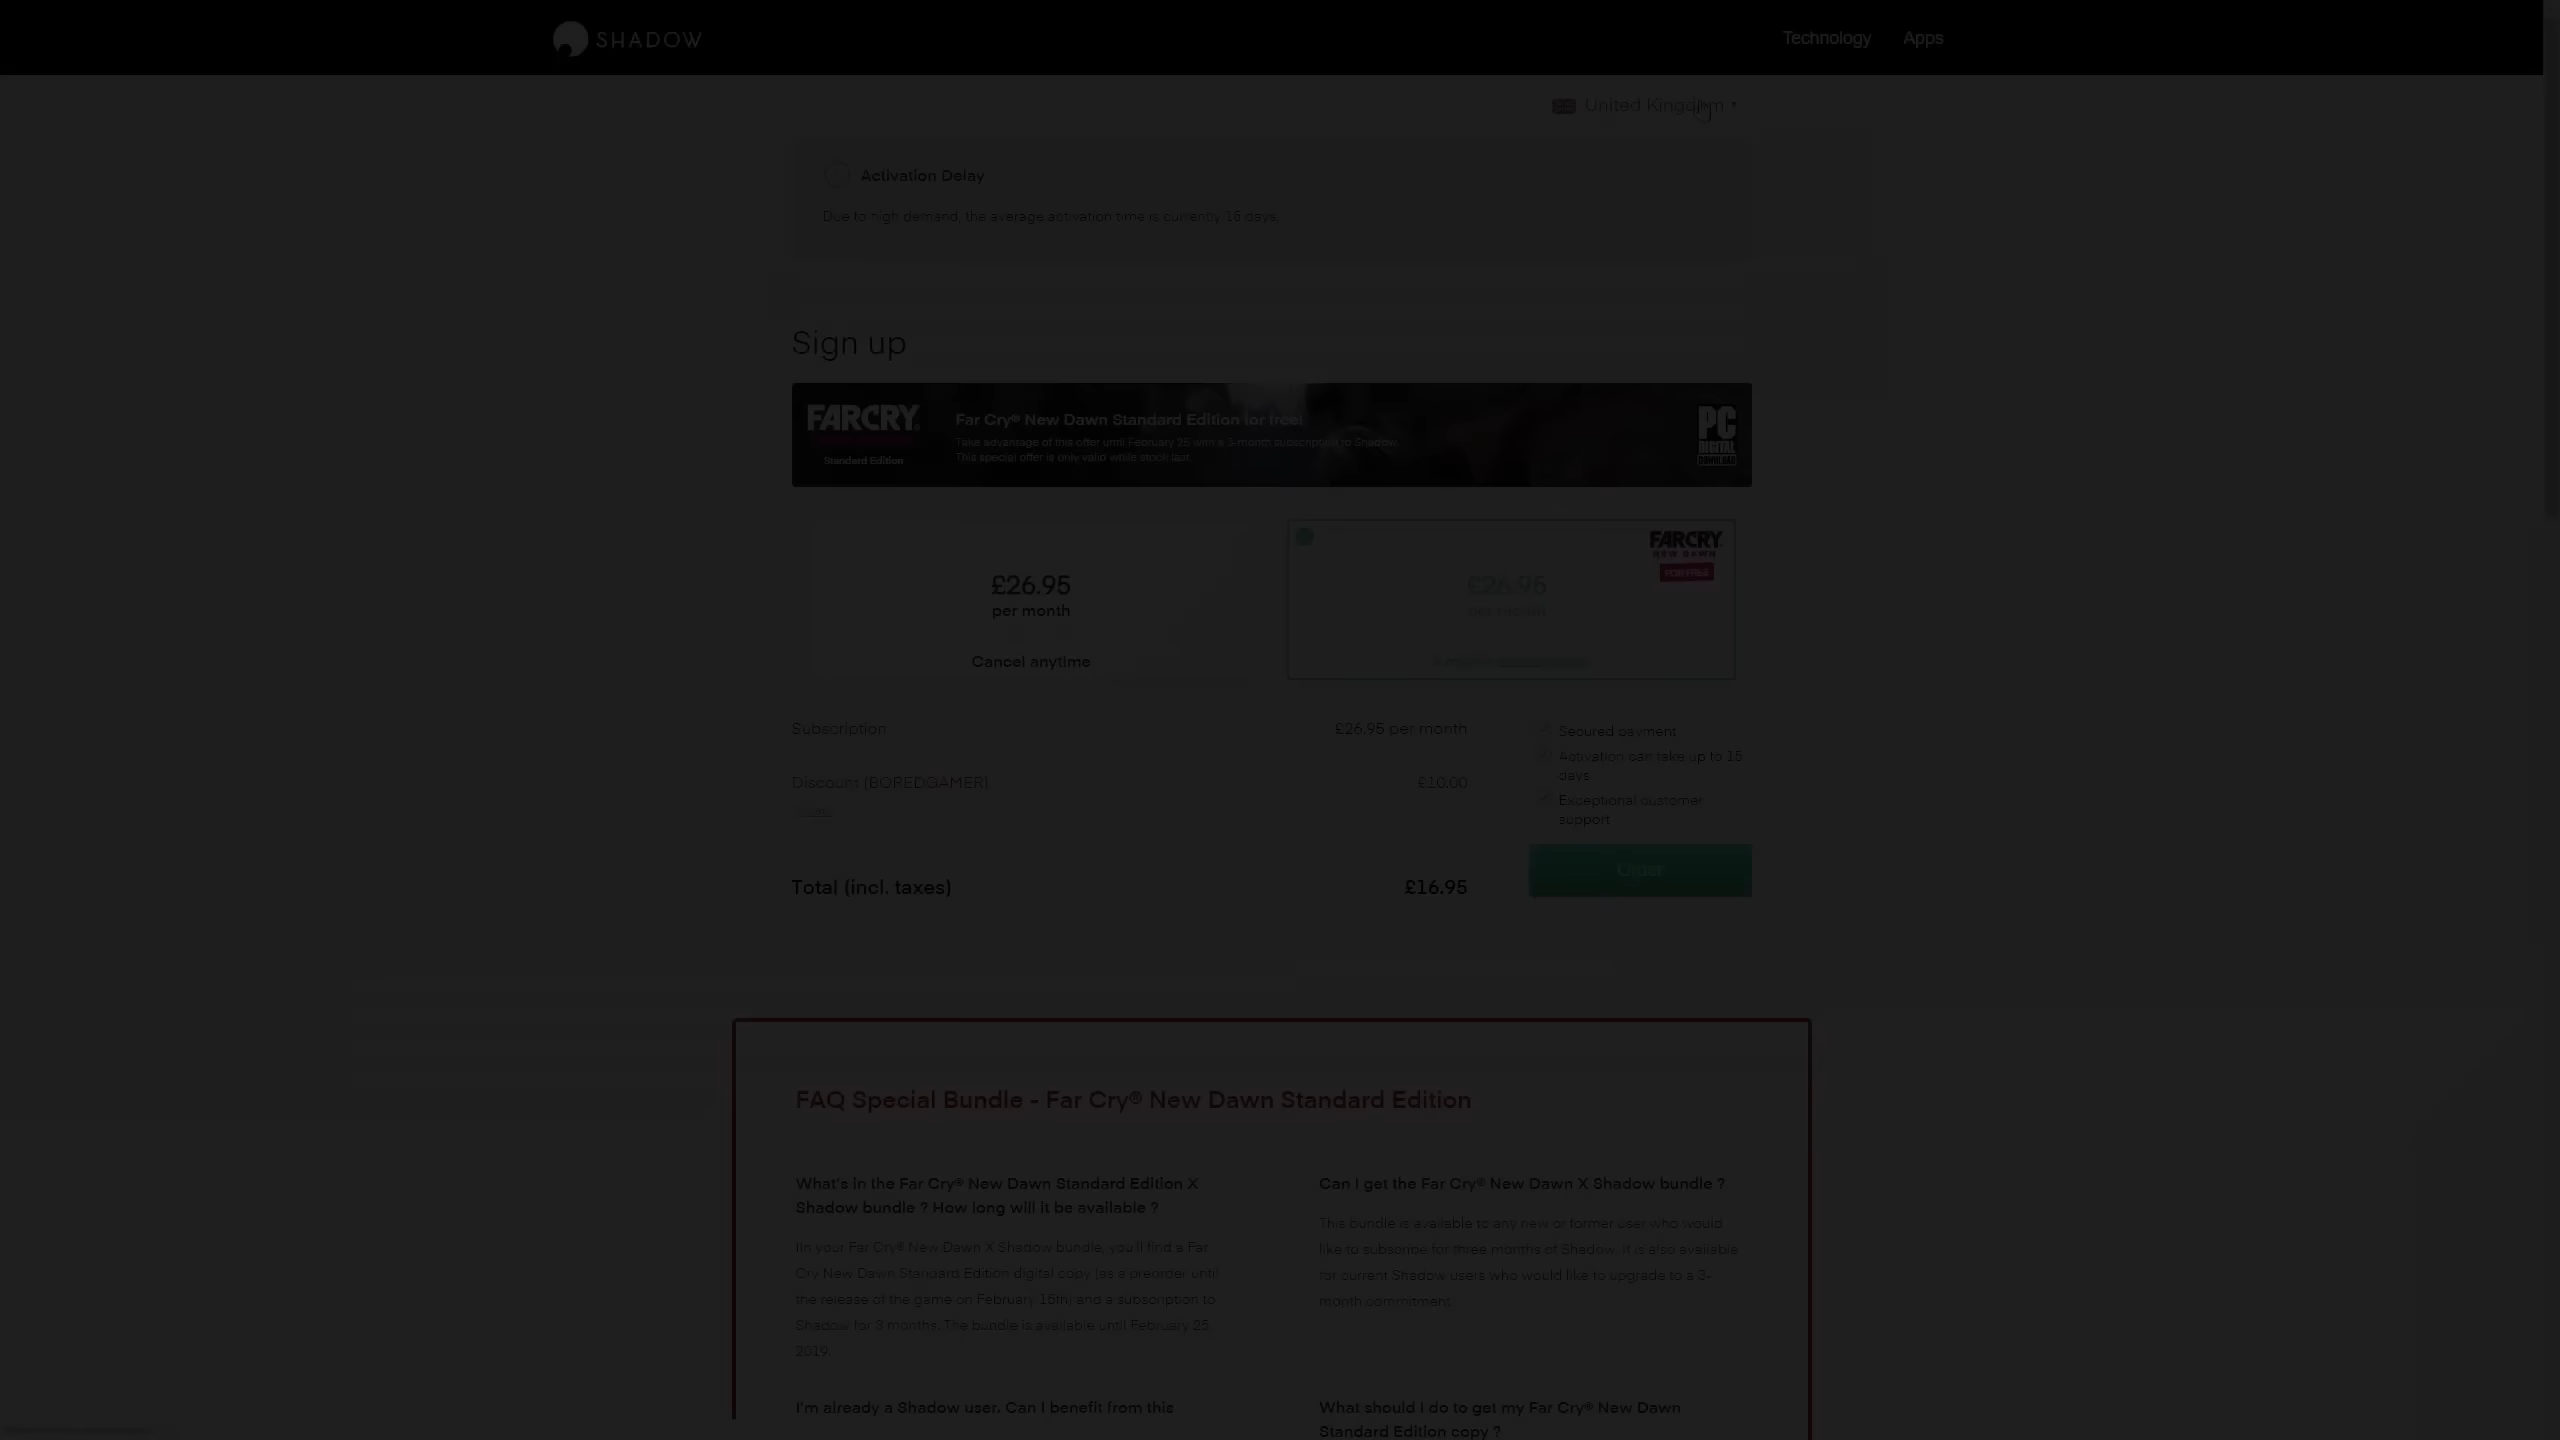 SHADOW
Technology
Apps
United Kingdom
Activation Delay
Due to high demand, the average activation time is currently 15 days.
Sign up
FARCRY
Standard Edition
Far Cry® New Dawn Standard Edition for free!
Take advantage of this offer until February 25 with a 3-month subscription to Shadow.
This special offer is only valid while stock last.
PC
DIGITAL
DOWNLOAD
£26.95
per month
Cancel anytime
FARCRY
NEW DAWN
FOR FREE
£26.95
per month
Subscription
£26.95 per month
Discount (BOREDGAMER)
£10.00
Total (incl. taxes)
£16.95
Secured payment
Activation can take up to 15
days
Exceptional customer
support
Order
FAQ Special Bundle - Far Cry® New Dawn Standard Edition
What's in the Far Cry® New Dawn Standard Edition X
Shadow bundle ? How long will it be available ?
In your Far Cry® New Dawn X Shadow bundle, you'll find a Far
Cry New Dawn Standard Edition digital copy (as a preorder until
the release of the game on February 15th) and a subscription to
Shadow for 3 months. The bundle is available until February 25,
2019.
Can I get the Far Cry® New Dawn X Shadow bundle ?
This bundle is available to any new or former user who would
like to subscribe for three months of Shadow. It is also available
for current Shadow users who would like to upgrade to a 3-
month commitment.
I'm already a Shadow user. Can I benefit from this
What should I do to get my Far Cry® New Dawn
Standard Edition copy ?